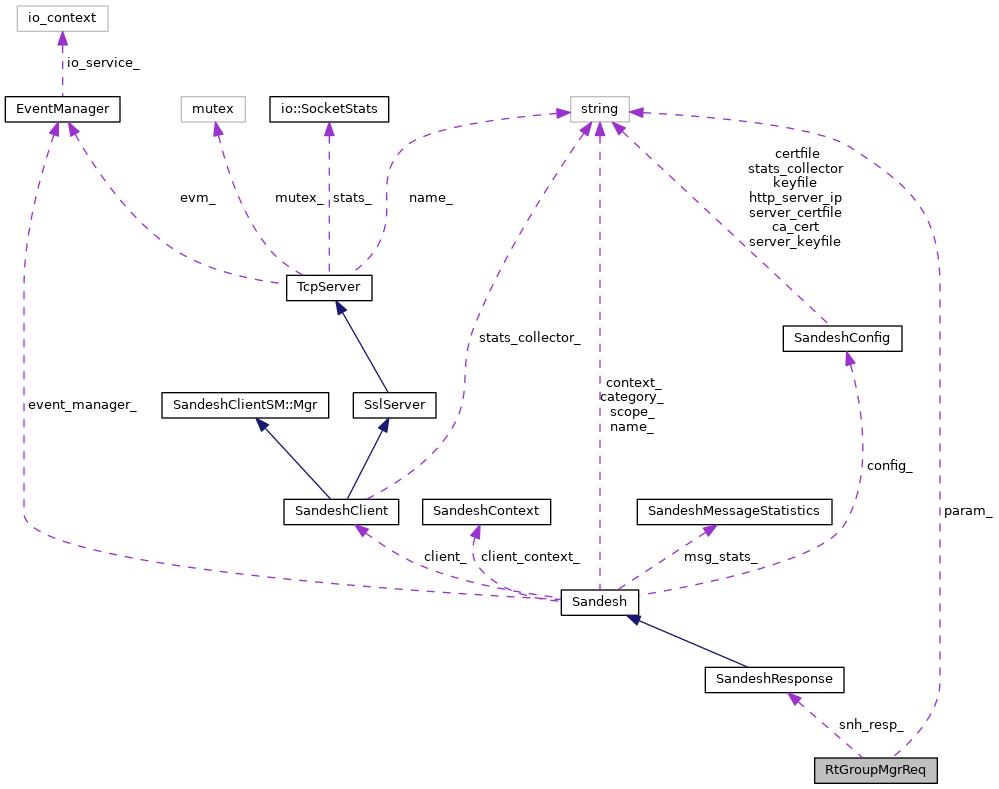 io_context
io_service_
EventManager
mutex
io::SocketStats
string
certfile
stats_collector
keyfile
http_server_ip
server_certfile
ca_cert
server_keyfile
evm_
mutex_
stats_
name_
TcpServer
stats_collector_
SandeshConfig
event_manager_
SandeshClientSM::Mgr
SslServer
context_
category_
scope_
name_
config_
SandeshClient
SandeshContext
SandeshMessageStatistics
param_
client_
client_context_
msg_stats_
Sandesh
SandeshResponse
snh_resp_
RtGroupMgrReq